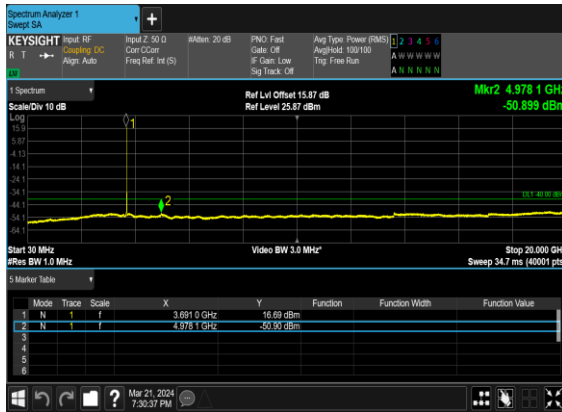 Spectrum Analyzer 1
Swept SA
+
KEYSIGHT Input: RF Input Z: 50 Ω #Atten: 20 dB PNO: Fast Avg Type: Power (RMS) 1 2 3 4 5 6
R T Coupling: DC Corr CCorr Gate: Off Avg|Hold: 100/100 A W W W W W
Align: Auto Freq Ref: Int (S) IF Gain: Low Trig: Free Run
Sig Track: Off A N N N N N
1 Spectrum Ref Lvl Offset 15.87 dB Mkr2 4.978 1 GHz
Scale/Div 10 dB Ref Level 25.87 dBm -50.899 dBm
Log
15.9
5.87
-4.13
-14.1
-24.1
-34.1
-44.1
-54.1
-64.1
1
2
Start 30 MHz Video BW 3.0 MHz* Stop 20.000 GH
#Res BW 1.0 MHz Sweep 34.7 ms (40001 pts
5 Marker Table
Mode Trace Scale X Y Function Function Width Function Value
1 N 1 f 3.691 0 GHz 16.69 dBm
2 N 1 f 4.978 1 GHz -50.90 dBm
3
4
5
6
? Mar 21, 2024
7:30:37 PM